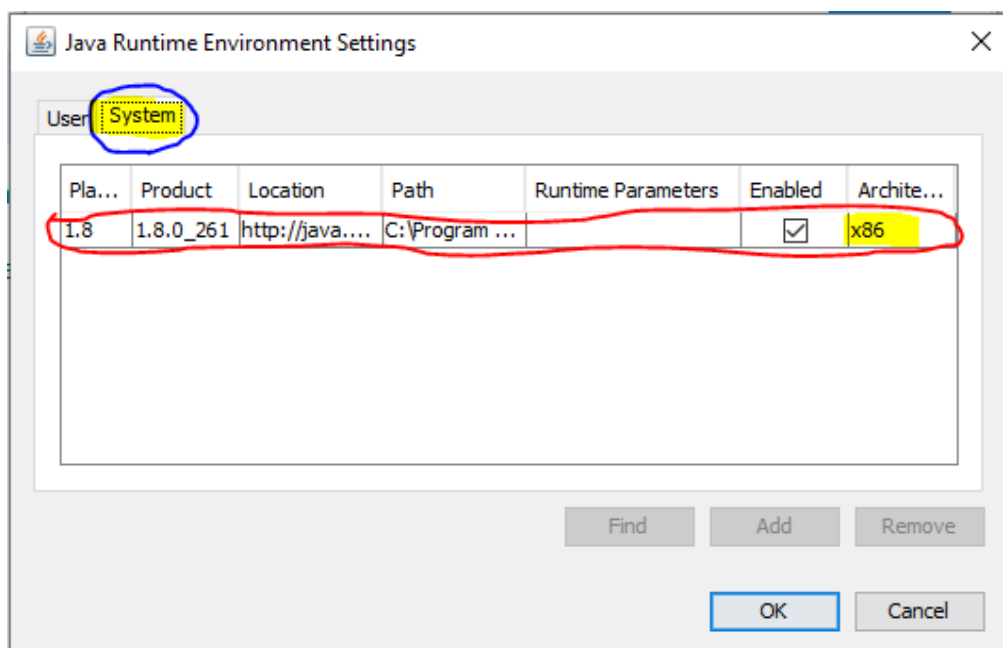 Java Runtime Environment Settings
User System
Pla... Product Location Path Runtime Parameters Enabled Archite...
1.8 1.8.0_261 http://java.... C:\Program ... x86
Find Add Remove
OK Cancel